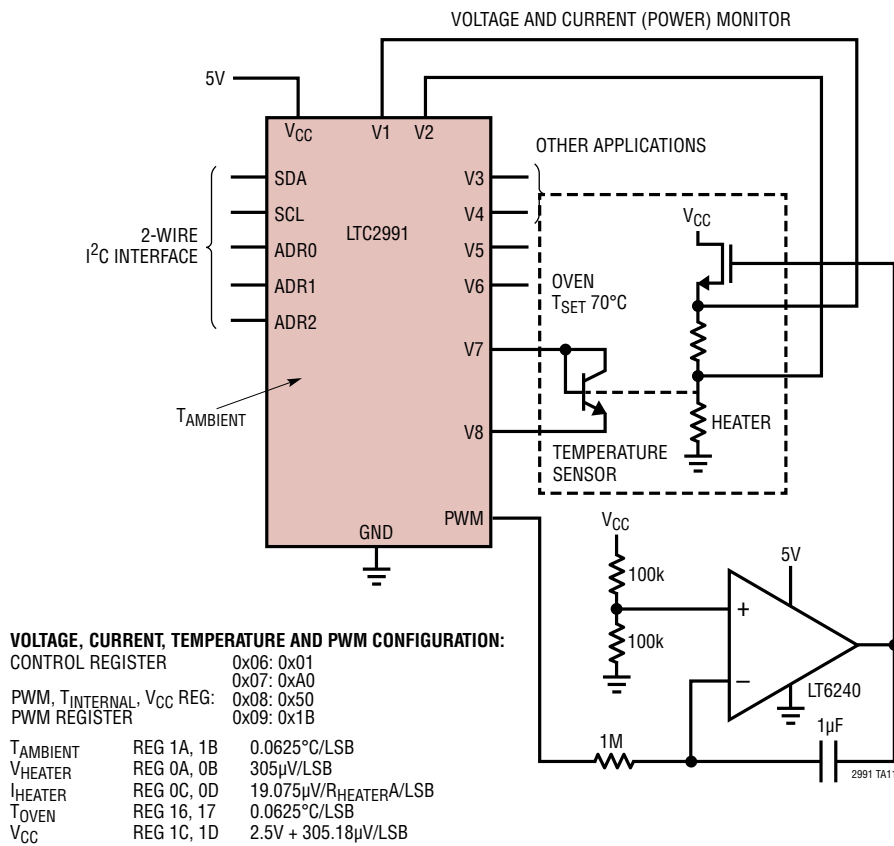 VOLTAGE AND CURRENT (POWER) MONITOR
5V
VCC
V1
V2
OTHER APPLICATIONS
SDA
SCL
ADR0
ADR1
ADR2
2-WIRE
I2C INTERFACE
LTC2991
V3
V4
V5
V6
V7
V8
PWM
GND
TAMBIENT
VCC
OVEN
TSET 70°C
HEATER
TEMPERATURE
SENSOR
VCC
100k
100k
5V
+
–
LT6240
1M
1µF
VOLTAGE, CURRENT, TEMPERATURE AND PWM CONFIGURATION:
CONTROL REGISTER 0x06: 0x01
0x07: 0xA0
PWM, TINTERNAL, VCC REG: 0x08: 0x50
PWM REGISTER 0x09: 0x1B
TAMBIENT REG 1A, 1B 0.0625°C/LSB
VHEATER REG 0A, 0B 305µV/LSB
IHEATER REG 0C, 0D 19.075µV/RHEATERA/LSB
TOVEN REG 16, 17 0.0625°C/LSB
VCC REG 1C, 1D 2.5V + 305.18µV/LSB
2991